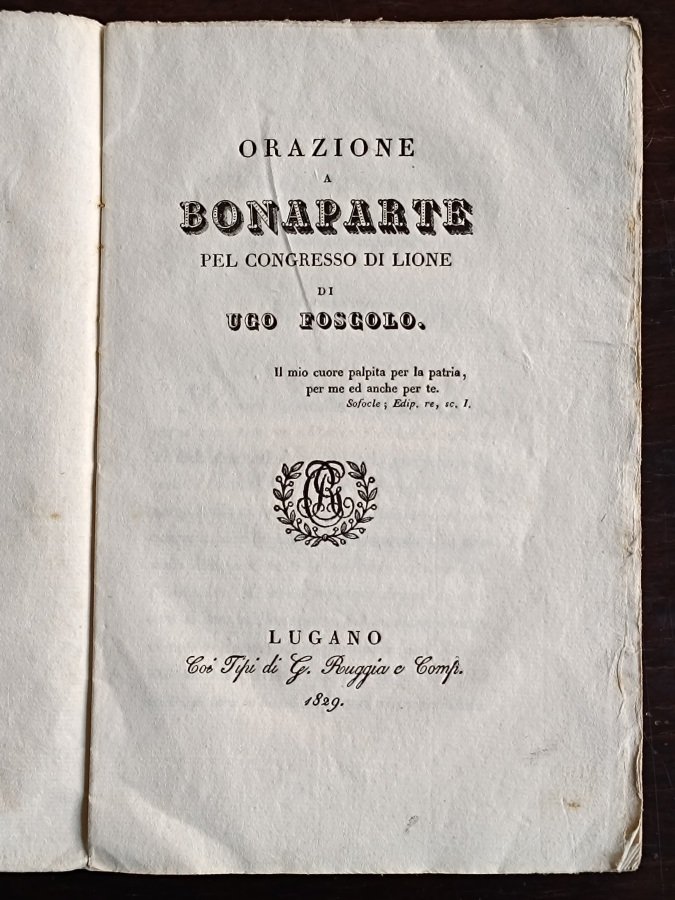 ORAZIONE
A
BONAPARTE
PEL CONGRESSO DI LIONE
DI
UGO FOSCOLO.
Il mio cuore palpita per la patria,
per me ed anche per te.
Sofocle; Edip. re, sc. I.
LUGANO
Coi Tipi di G. Ruggia e Comp.
1829.